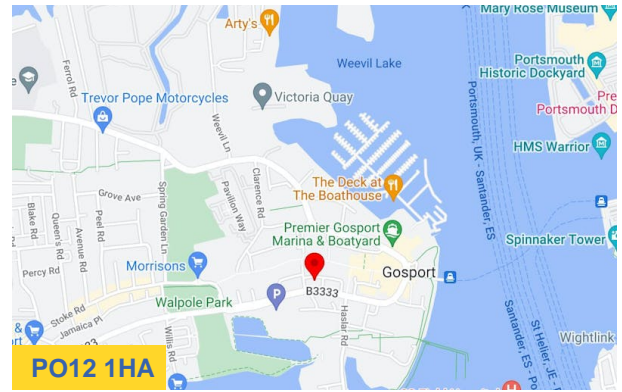 Arty's
Mary Rose Museum
Weevil Lake
Portsmouth
Historic Dockyard
Ferrol Rd
Trevor Pope Motorcycles
Victoria Quay
Pre
Portsmouth D
Weevil Ln
HMS Warrior
Portsmouth, UK - Santander, ES
Clarence Rd
The Deck at
The Boathouse
Grove Ave
Pavilion Way
Spring Garden Ln
Blake Rd
Queen's Rd
Avenue Rd
Peel Rd
Premier Gosport
Marina & Boatyard
Spinnaker Tower
Morrisons
Percy Rd
Gosport
Walpole Park
P
B3333
Stoke Rd
Jamaica Pl
Haslar Rd
Santander, ES - Po
St Helier, JE - 
Wightlink
& 
ort
Willis Rd
PO12 1HA